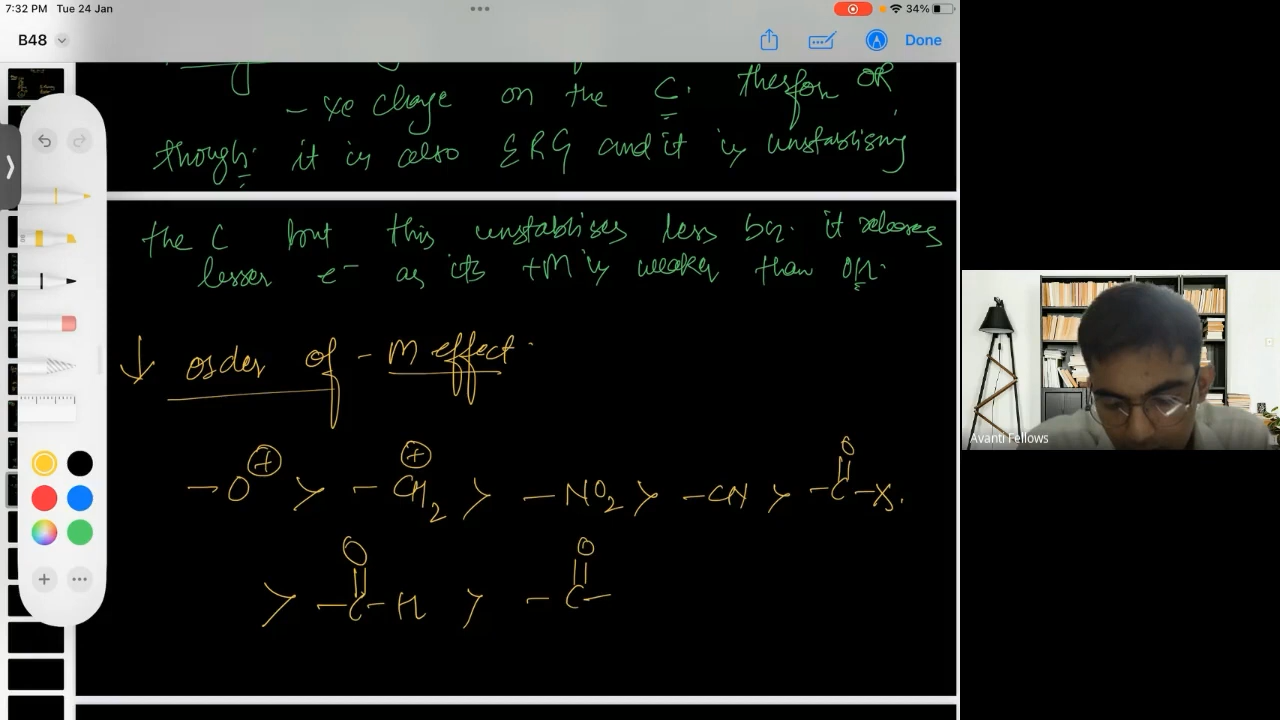 7:32 PM Tue 24 Jan
34%
B48
Done
- ve charge on the C. therefor OR
though it is also ERG and it is unstablising
the C but this unstablises less bcz. it releases
lesser e⁻ as its +M is weaker than OH.
↓ order of -M effect.
-O⊕ > -CH₂⊕ > -NO₂ > -CN > -C(=O)-X.
> -C(=O)-H > -C(=O)-
Avanti Fellows